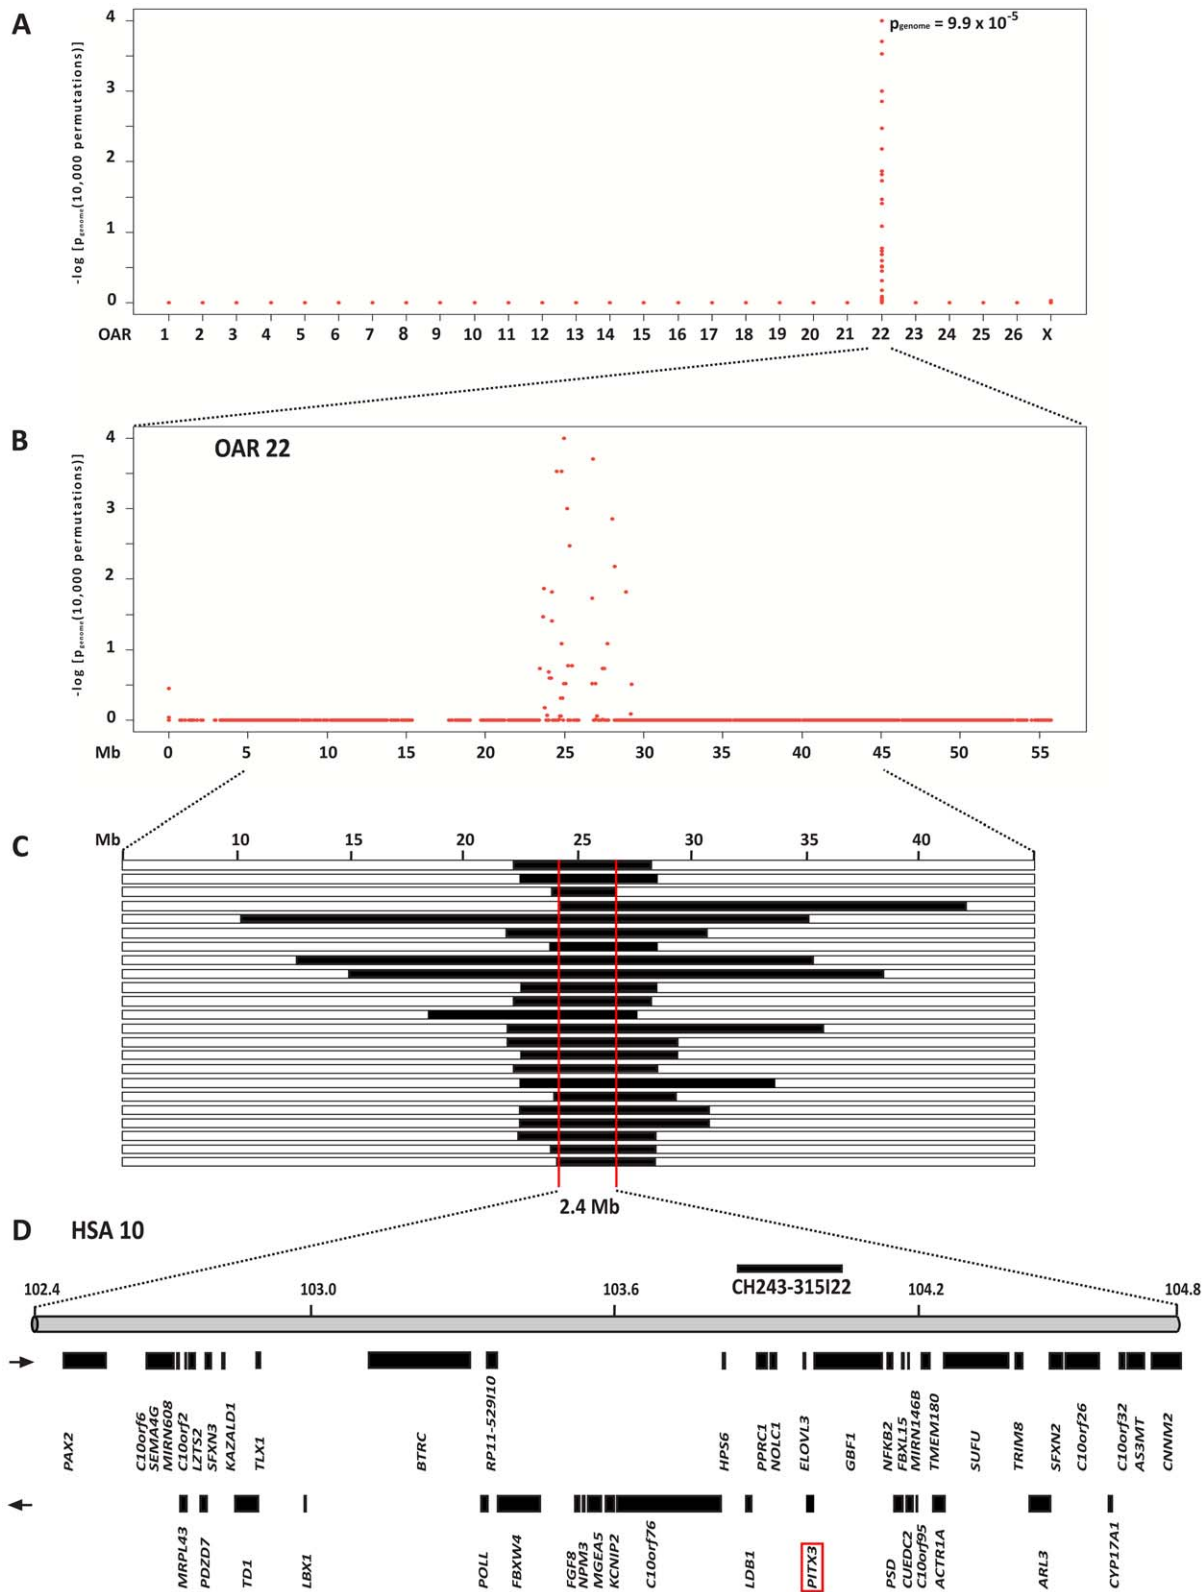 A
-log [pgenome(10,000 permutations)]
4
3
2
1
0
pgenome = 9.9 x 10-5
OAR 1 2 3 4 5 6 7 8 9 10 11 12 13 14 15 16 17 18 19 20 21 22 23 24 25 26 X
B
OAR 22
-log [pgenome(10,000 permutations)]
4
3
2
1
0
Mb 0 5 10 15 20 25 30 35 40 45 50 55
C
Mb 10 15 20 25 30 35 40
2.4 Mb
D HSA 10
CH243-315I22
102.4 103.0 103.6 104.2 104.8
PAX2
C10orf6
SEMA4G
MIRN608
C10orf2
LZTS2
SFXN3
KAZALD1
TLX1
BTRC
RP11-529I10
HPS6
PPRC1
NOLC1
ELOVL3
GBF1
NFKB2
FBXL15
MIRN146B
TMEM180
SUFU
TRIM8
SFXN2
C10orf26
C10orf32
AS3MT
CNNM2
MRPL43
PDZD7
TD1
LBX1
POLL
FBXW4
FGF8
NPM3
MGEA5
KCNIP2
C10orf76
LDB1
PITX3
PSD
CUEDC2
C10orf95
ACTR1A
ARL3
CYP17A1